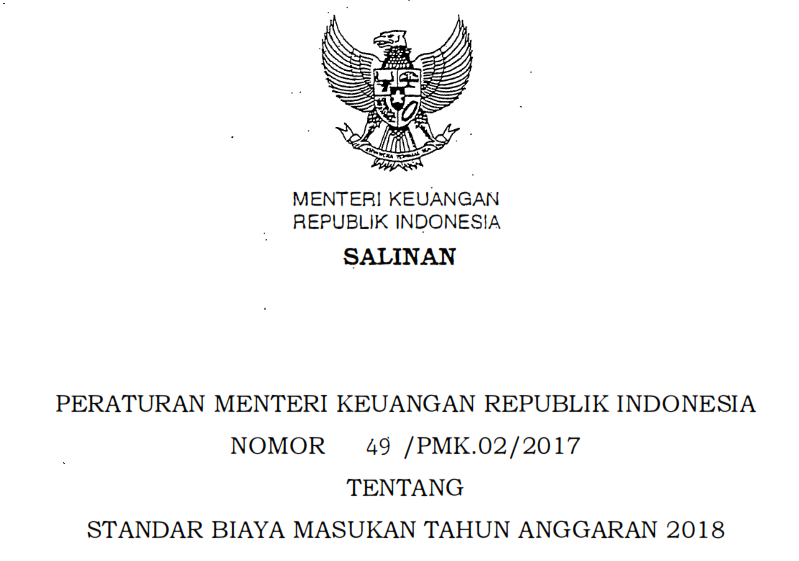 MENTERI KEUANGAN
REPUBLIK INDONESIA
SALINAN
PERATURAN MENTERI KEUANGAN REPUBLIK INDONESIA
NOMOR 49 /PMK.02/2017
TENTANG
STANDAR BIAYA MASUKAN TAHUN ANGGARAN 2018